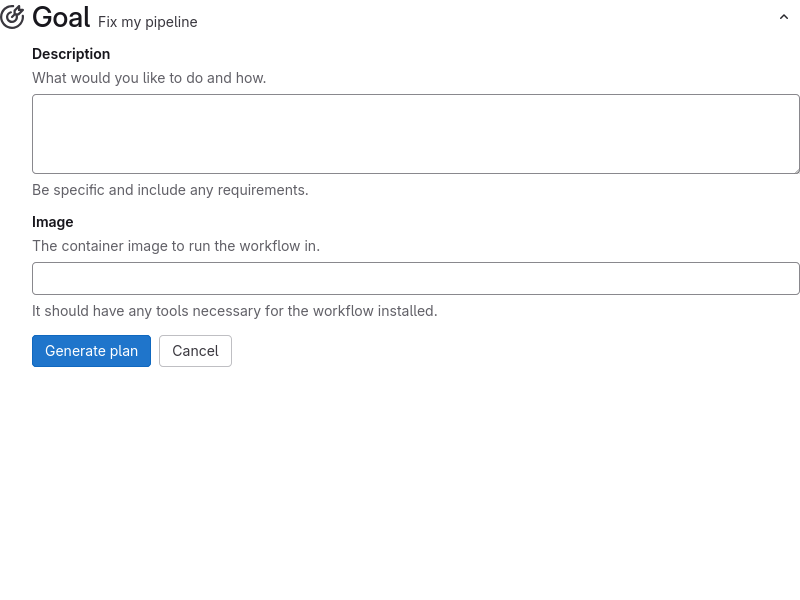 Goal Fix my pipeline
Description
What would you like to do and how.
Be specific and include any requirements.
Image
The container image to run the workflow in.
It should have any tools necessary for the workflow installed.
Generate plan Cancel